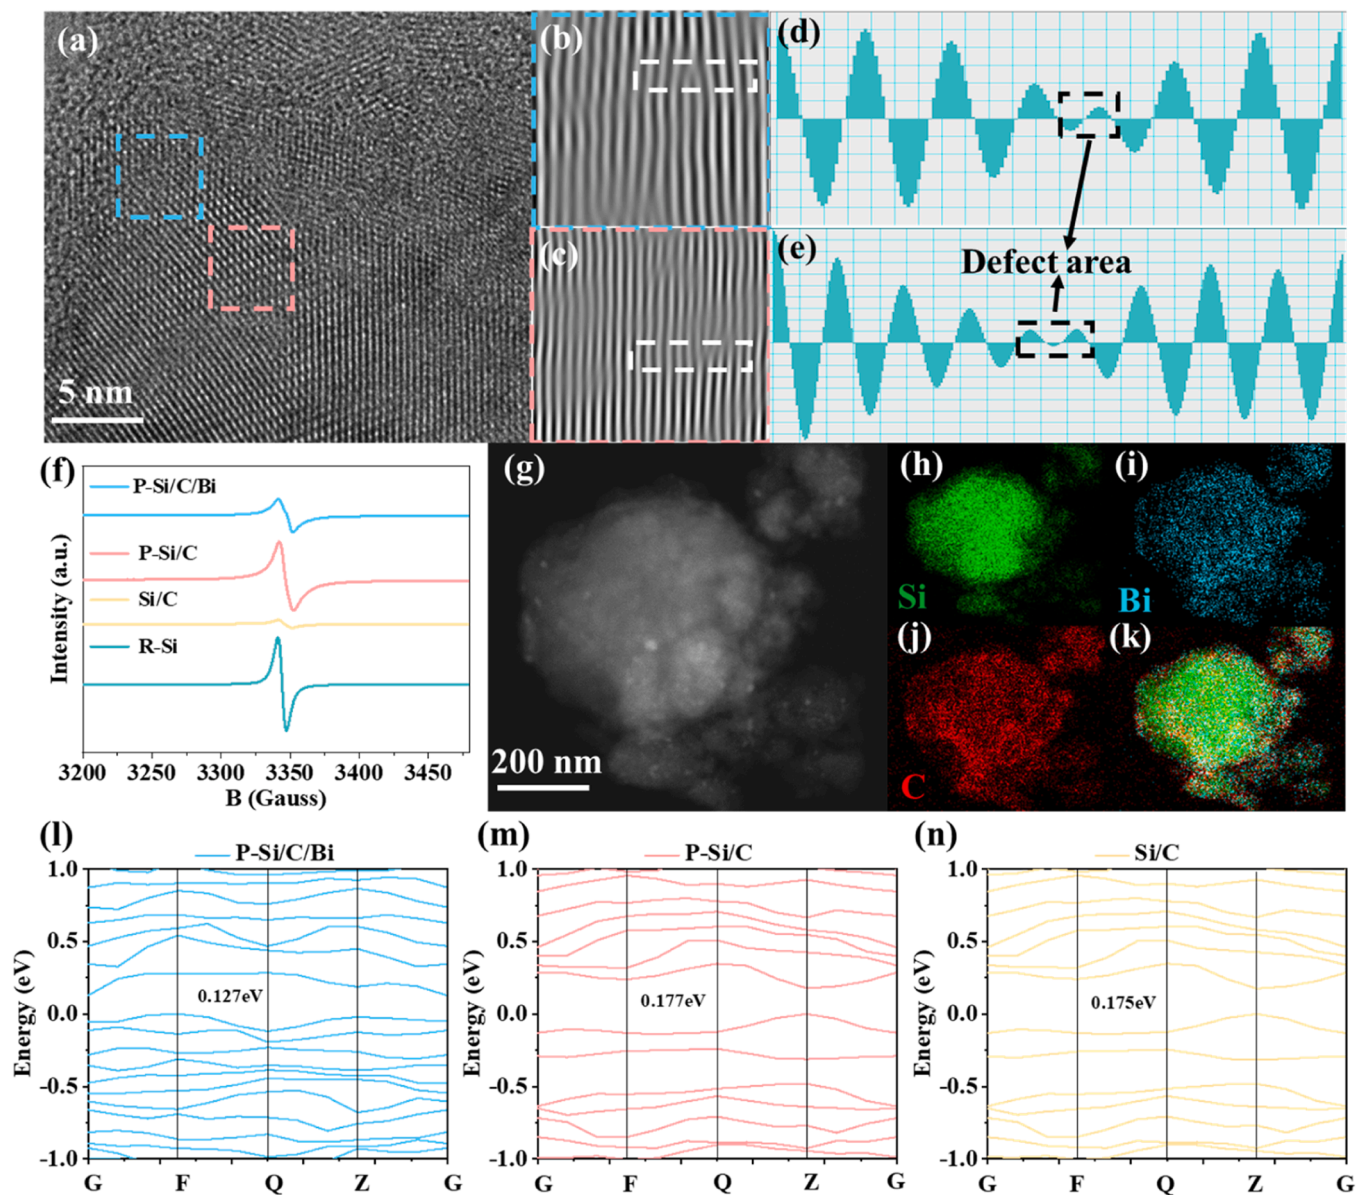 (a)
5 nm
(b)
(c)
(d)
(e)
Defect area
(f)
P-Si/C/Bi
P-Si/C
Si/C
R-Si
Intensity (a.u.)
3200 3250 3300 3350 3400 3450
B (Gauss)
(g)
200 nm
(h)
Si
(i)
Bi
(j)
C
(k)
(l)
P-Si/C/Bi
Energy (eV)
1.0
0.5
0.0
-0.5
-1.0
0.127eV
G F Q Z G
(m)
P-Si/C
Energy (eV)
1.0
0.5
0.0
-0.5
-1.0
0.177eV
G F Q Z G
(n)
Si/C
Energy (eV)
1.0
0.5
0.0
-0.5
-1.0
0.175eV
G F Q Z G